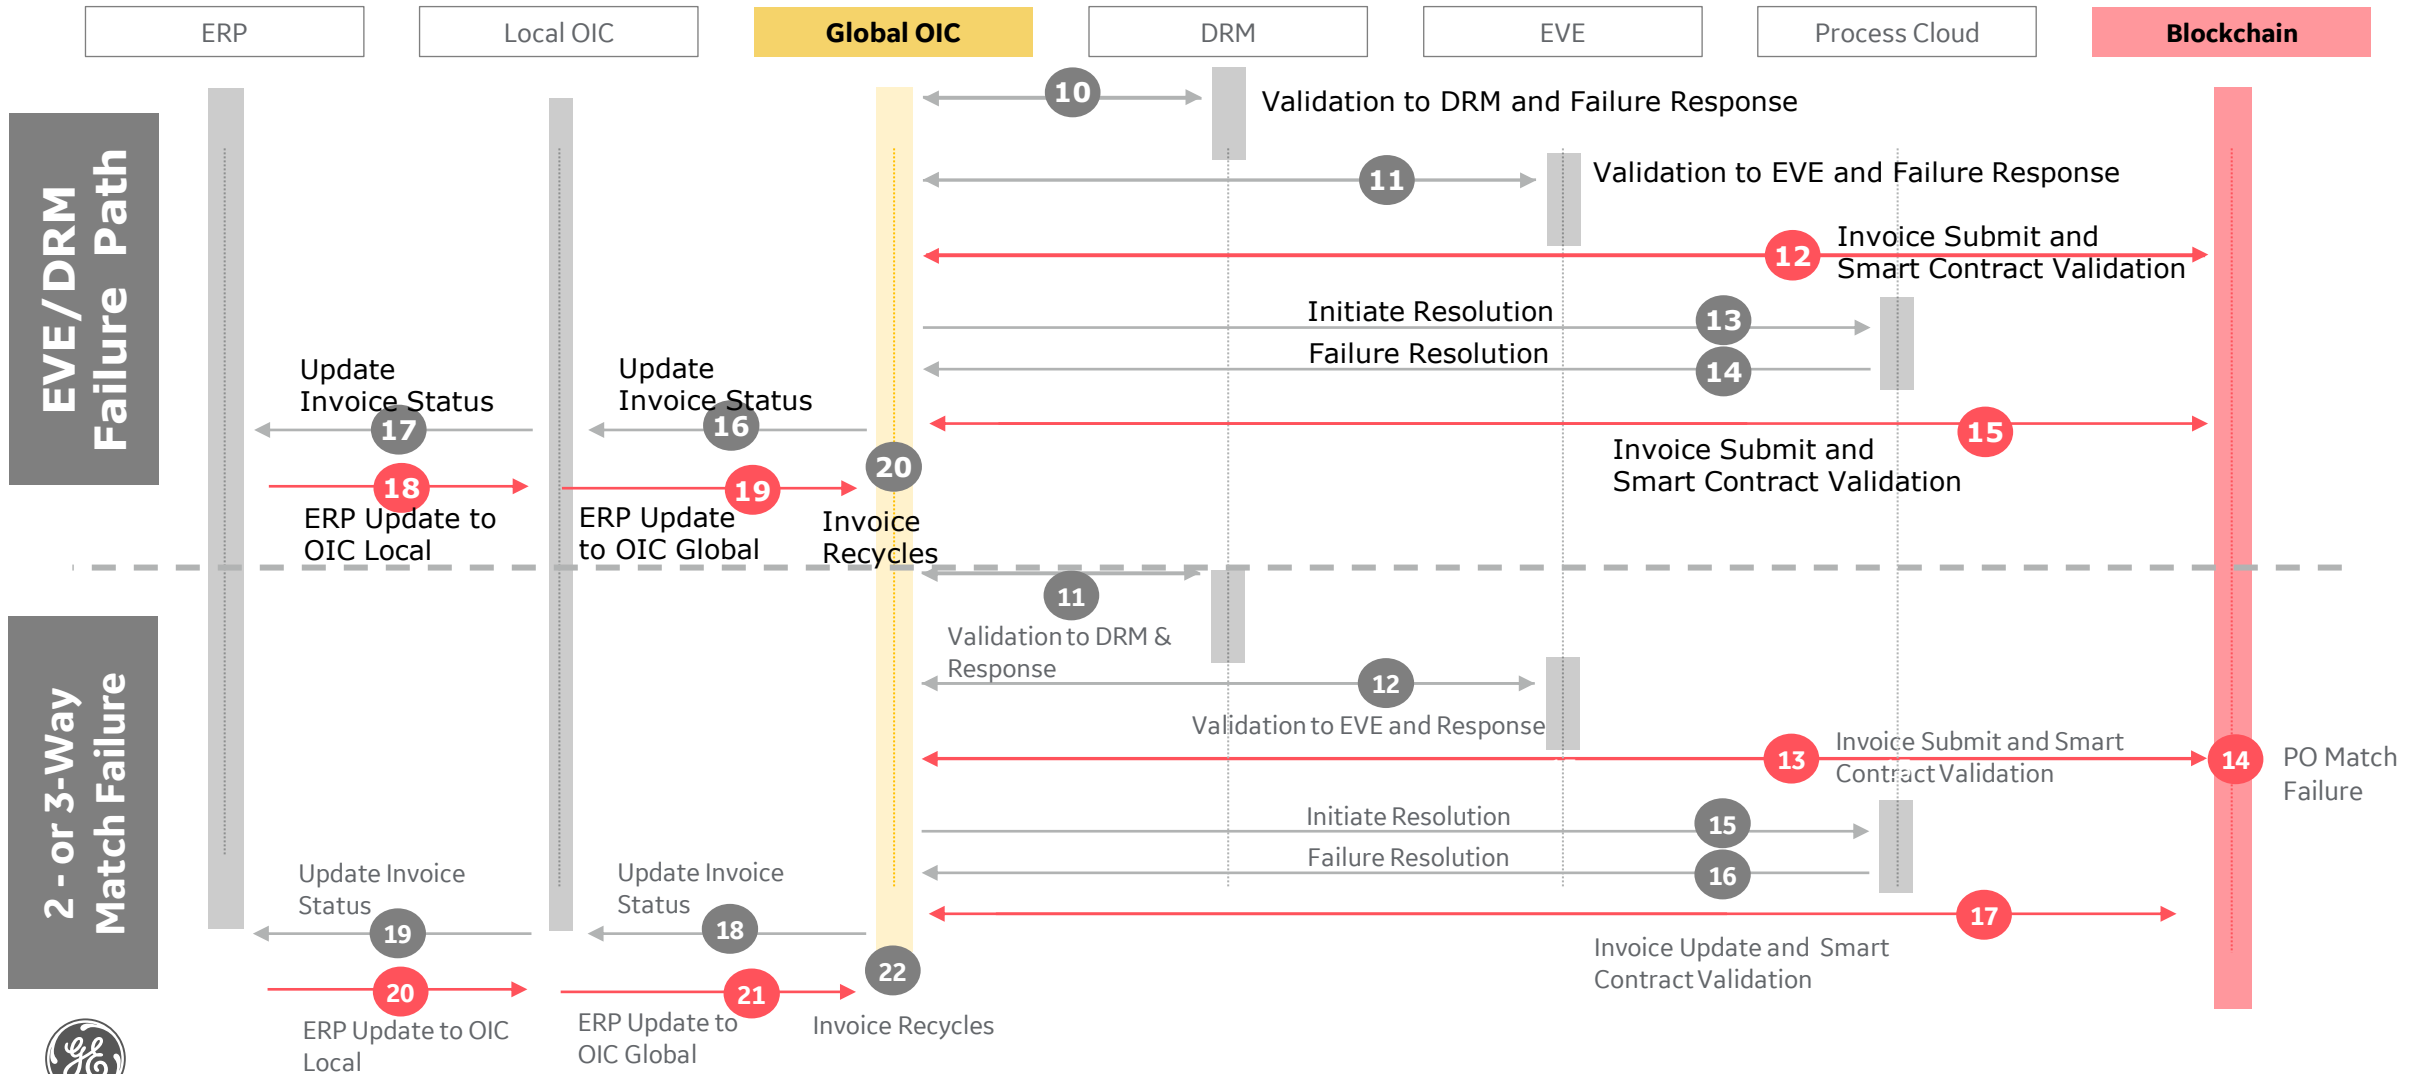 ERP
Local OIC
Global OIC
DRM
EVE
Process Cloud
Blockchain
EVE/DRM
Failure Path
10
Validation to DRM and Failure Response
11
Validation to EVE and Failure Response
12
Invoice Submit and
Smart Contract Validation
Initiate Resolution
13
Failure Resolution
14
Update
Invoice Status
17
Update
Invoice Status
16
15
Invoice Submit and
Smart Contract Validation
18
ERP Update to
OIC Local
19
ERP Update
to OIC Global
20
Invoice
Recycles
2 - or 3-Way
Match Failure
11
Validation to DRM &
Response
12
Validation to EVE and Response
13
Invoice Submit and Smart
Contract Validation
14
PO Match
Failure
Initiate Resolution
15
Failure Resolution
16
Update Invoice
Status
19
Update Invoice
Status
18
17
Invoice Update and Smart
Contract Validation
20
ERP Update to OIC
Local
21
ERP Update to
OIC Global
22
Invoice Recycles
GE